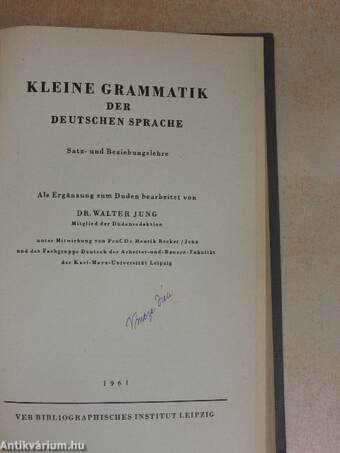 KLEINE GRAMMATIK
DER
DEUTSCHEN SPRACHE
Satz- und Beziehungslehre
Als Ergänzung zum Duden bearbeitet von
DR. WALTER JUNG
Mitglied der Dudenredaktion
unter Mitwirkung von Prof. Dr. Henrik Becker / Jena
und der Fachgruppe Deutsch der Arbeiter-und-Bauern-Fakultät
der Karl-Marx-Universität Leipzig
1961
VEB BIBLIOGRAPHISCHES INSTITUT LEIPZIG
Antikvárium.hu